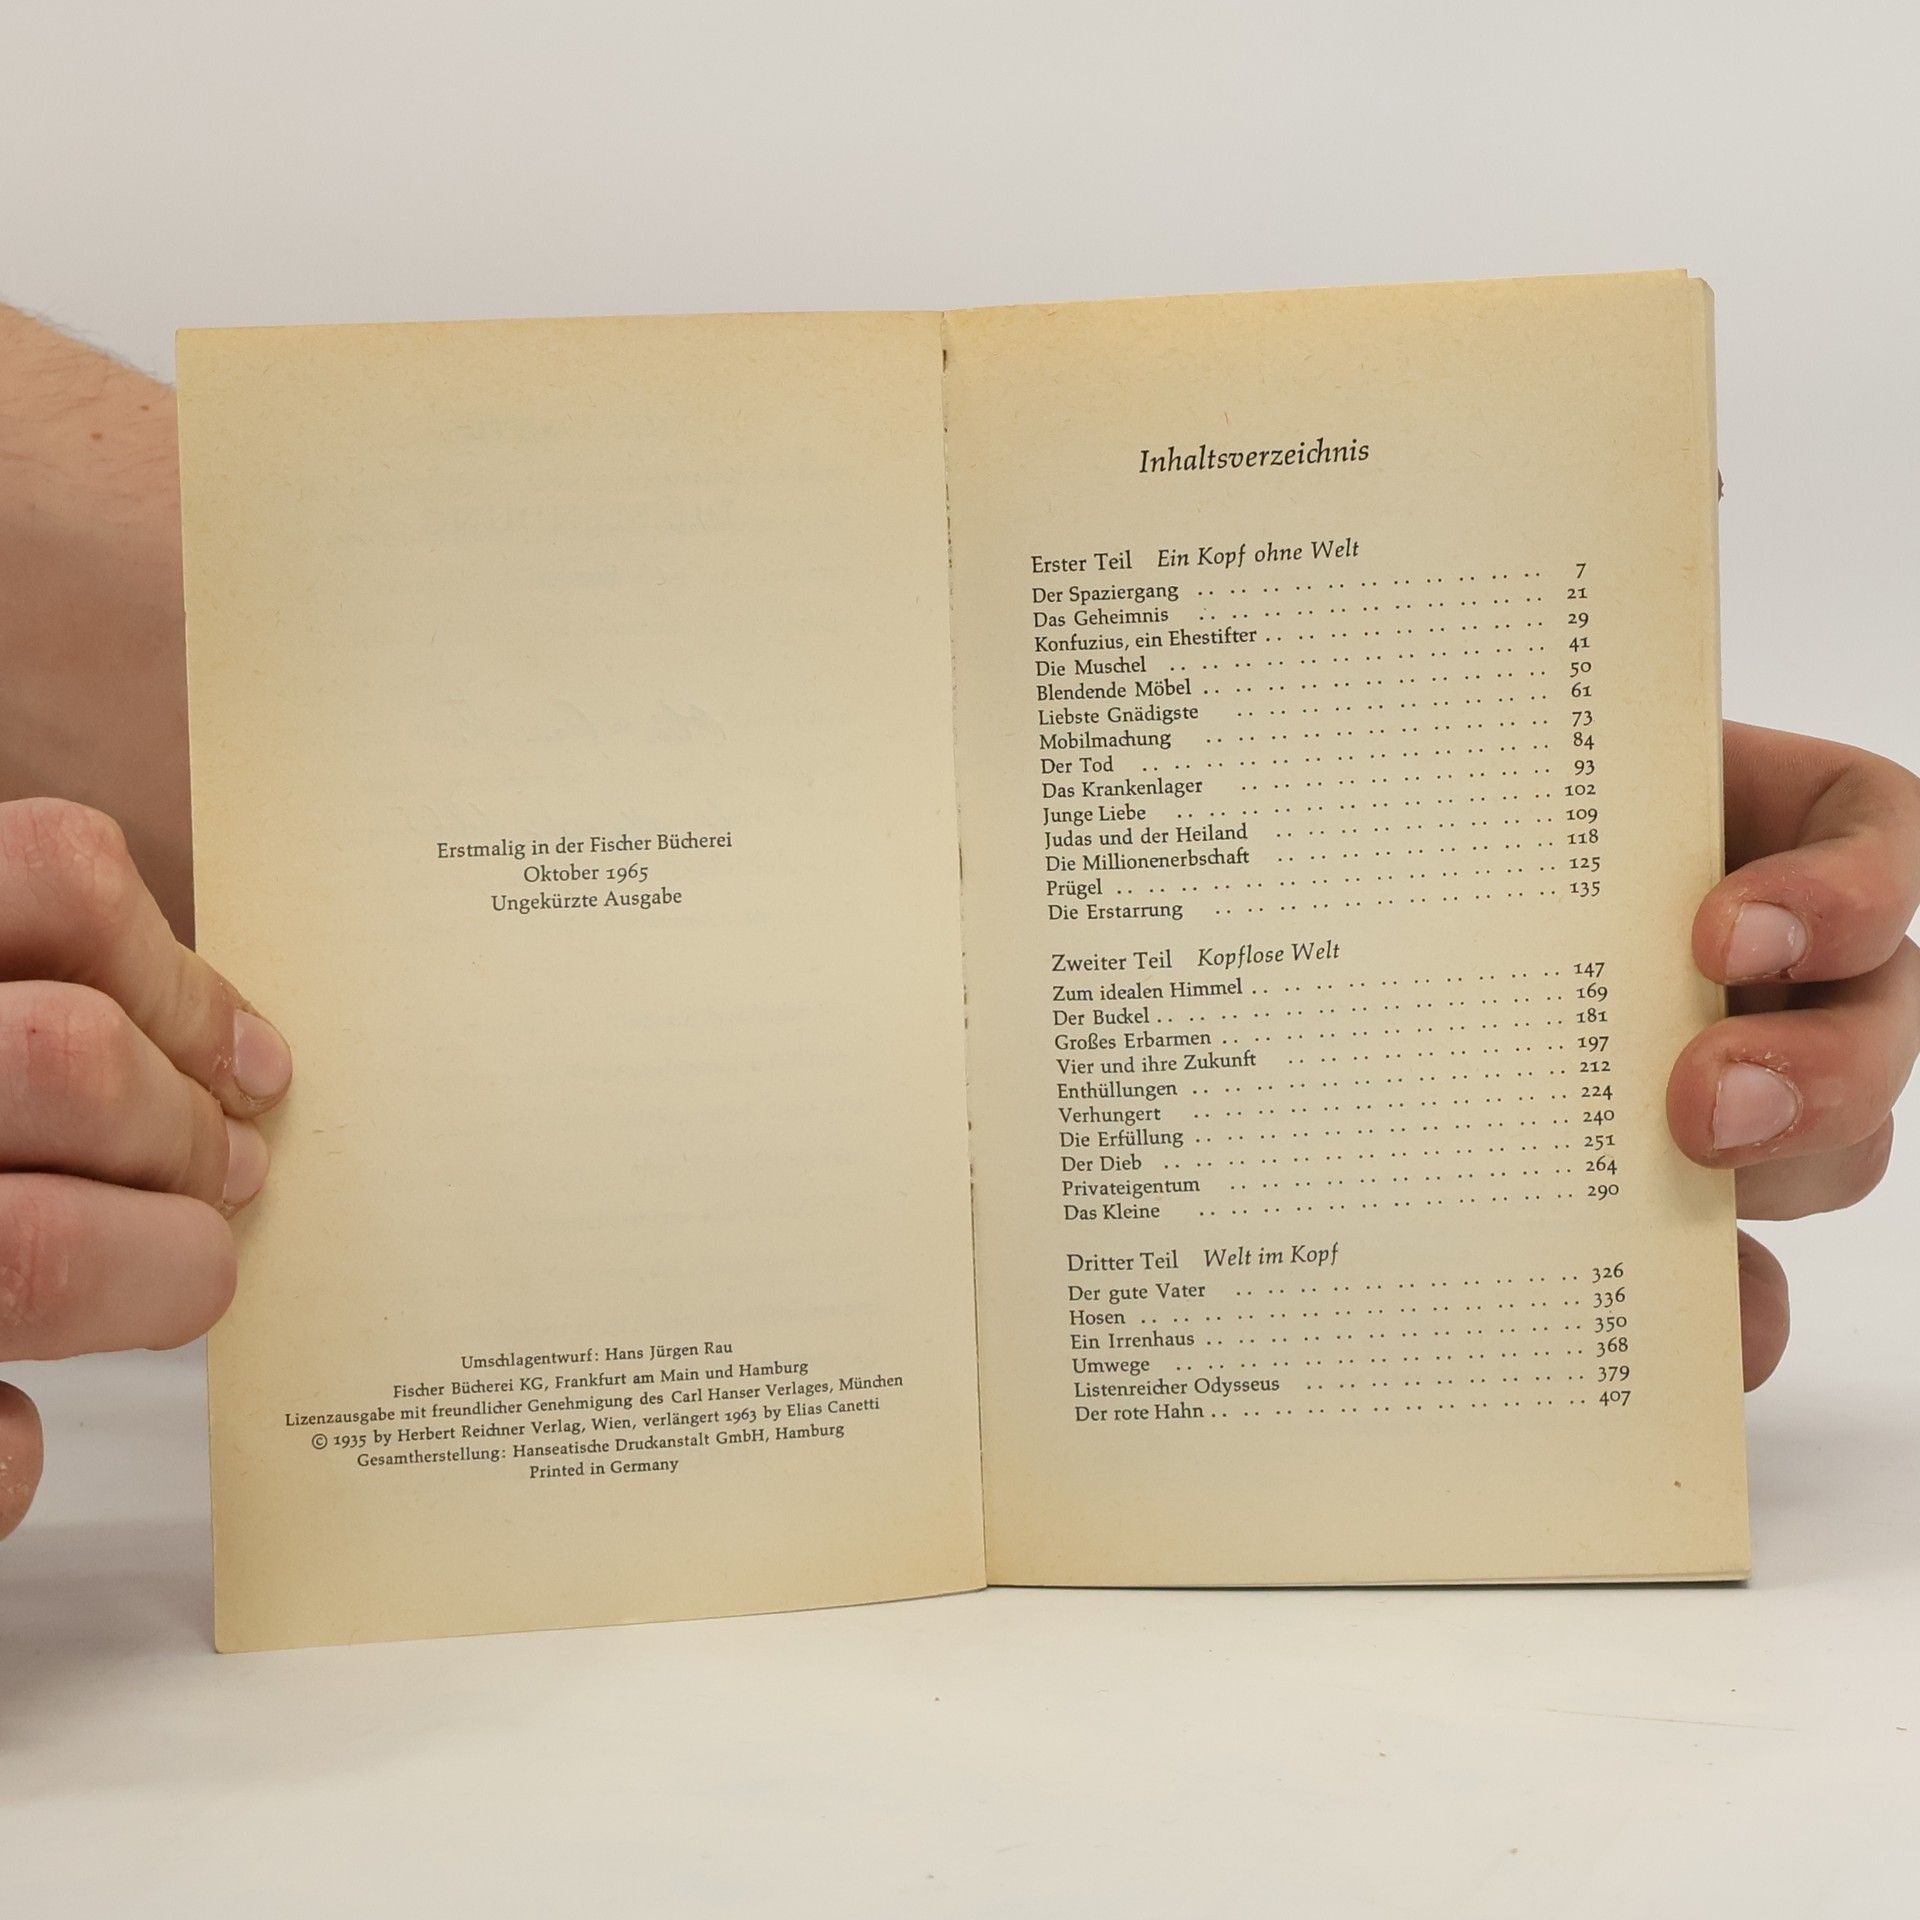 Erstmalig in der Fischer Bücherei
Oktober 1965
Ungekürzte Ausgabe
Umschlagentwurf: Hans Jürgen Rau
Fischer Bücherei KG, Frankfurt am Main und Hamburg
Lizenzausgabe mit freundlicher Genehmigung des Carl Hanser Verlages, München
© 1935 by Herbert Reichner Verlag, Wien, verlängert 1963 by Elias Canetti
Gesamtherstellung: Hanseatische Druckanstalt GmbH, Hamburg
Printed in Germany
Inhaltsverzeichnis
Erster Teil Ein Kopf ohne Welt
Der Spaziergang . . . . . . . . . . 7
Das Geheimnis . . . . . . . . . . 21
Konfuzius, ein Ehestifter . . . . . . . . . . 29
Die Muschel . . . . . . . . . . 41
Blendende Möbel . . . . . . . . . . 50
Liebste Gnädigste . . . . . . . . . . 61
Mobilmachung . . . . . . . . . . 73
Der Tod . . . . . . . . . . 84
Das Krankenlager . . . . . . . . . . 93
Junge Liebe . . . . . . . . . . 102
Judas und der Heiland . . . . . . . . . . 109
Die Millionenerbschaft . . . . . . . . . . 118
Prügel . . . . . . . . . . 125
Die Erstarrung . . . . . . . . . . 135
Zweiter Teil Kopflose Welt
Zum idealen Himmel . . . . . . . . . . 147
Der Buckel . . . . . . . . . . 169
Großes Erbarmen . . . . . . . . . . 181
Vier und ihre Zukunft . . . . . . . . . . 197
Enthüllungen . . . . . . . . . . 212
Verhungert . . . . . . . . . . 224
Die Erfüllung . . . . . . . . . . 240
Der Dieb . . . . . . . . . . 251
Privateigentum . . . . . . . . . . 264
Das Kleine . . . . . . . . . . 290
Dritter Teil Welt im Kopf
Der gute Vater . . . . . . . . . . 326
Hosen . . . . . . . . . . 336
Ein Irrenhaus . . . . . . . . . . 350
Umwege . . . . . . . . . . 368
Listenreicher Odysseus . . . . . . . . . . 379
Der rote Hahn . . . . . . . . . . 407